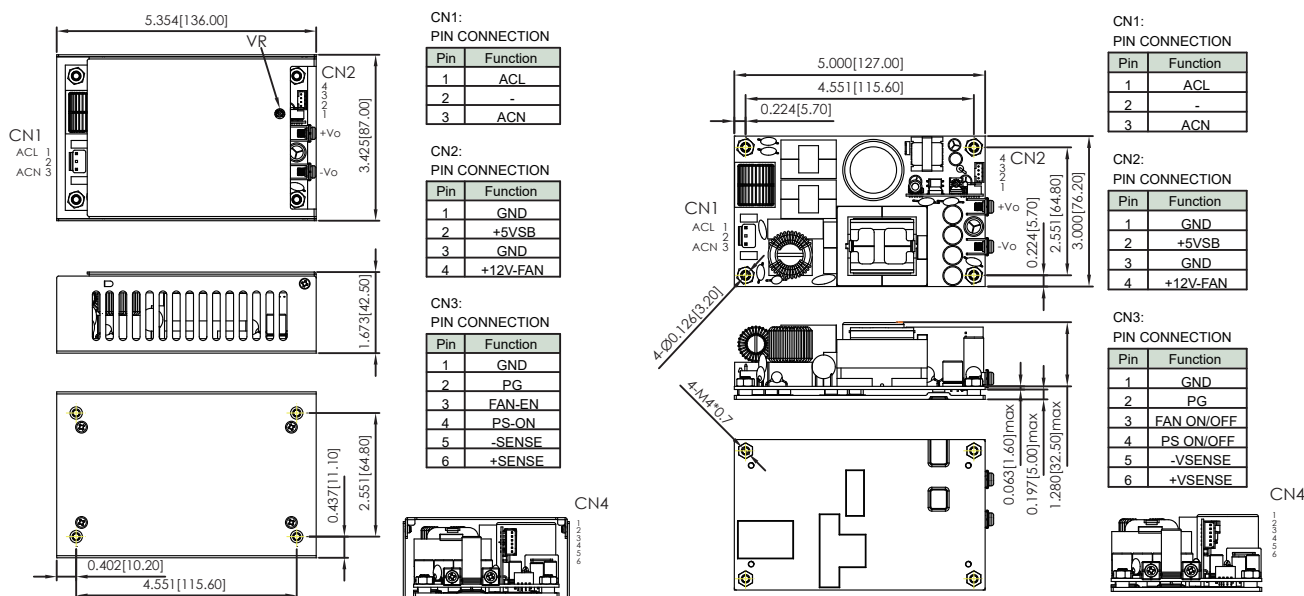 5.354[136.00]
VR
CN2
4
3
2
1
+Vo
-Vo
3.425[87.00]
CN1
ACL 1
2
ACN 3
1.673[42.50]
0.437[11.10]
2.551[64.80]
0.402[10.20]
4.551[115.60]
CN1:
PIN CONNECTION
Pin Function
1 ACL
2 -
3 ACN
CN2:
PIN CONNECTION
Pin Function
1 GND
2 +5VSB
3 GND
4 +12V-FAN
CN3:
PIN CONNECTION
Pin Function
1 GND
2 PG
3 FAN-EN
4 PS-ON
5 -SENSE
6 +SENSE
CN4
1
2
3
4
5
6
5.000[127.00]
4.551[115.60]
0.224[5.70]
CN2
4
3
2
1
+Vo
-Vo
CN1
ACL 1
2
ACN 3
0.224[5.70]
2.551[64.80]
3.000[76.20]
4-Ø0.126[3.20]
4-M4*0.7
0.063[1.60]max
0.197[5.00]max
1.280[32.50]max
CN1:
PIN CONNECTION
Pin Function
1 ACL
2 -
3 ACN
CN2:
PIN CONNECTION
Pin Function
1 GND
2 +5VSB
3 GND
4 +12V-FAN
CN3:
PIN CONNECTION
Pin Function
1 GND
2 PG
3 FAN ON/OFF
4 PS ON/OFF
5 -VSENSE
6 +VSENSE
CN4
1
2
3
4
5
6